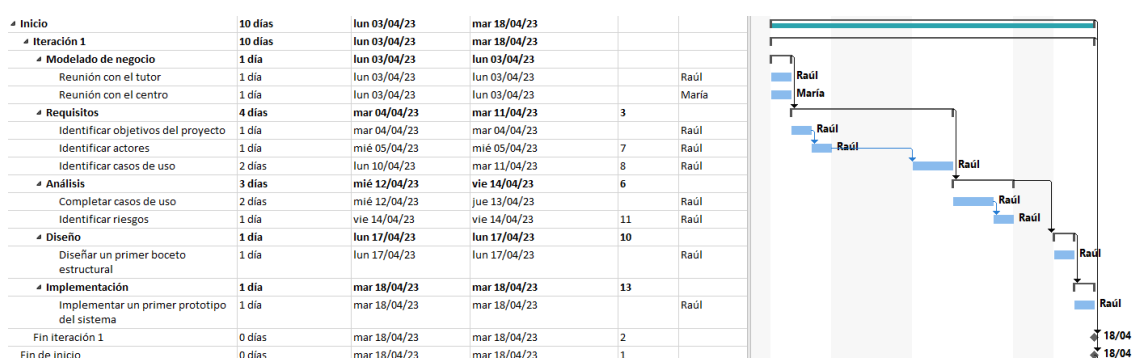 Inicio 10 días lun 03/04/23 mar 18/04/23
Iteración 1 10 días lun 03/04/23 mar 18/04/23
Modelado de negocio 1 día lun 03/04/23 lun 03/04/23
Reunión con el tutor 1 día lun 03/04/23 lun 03/04/23 Raúl Raúl
Reunión con el centro 1 día lun 03/04/23 lun 03/04/23 María María
Requisitos 4 días mar 04/04/23 mar 11/04/23 3
Identificar objetivos del proyecto 1 día mar 04/04/23 mar 04/04/23 Raúl Raúl
Identificar actores 1 día mié 05/04/23 mié 05/04/23 7 Raúl Raúl
Identificar casos de uso 2 días lun 10/04/23 mar 11/04/23 8 Raúl Raúl
Análisis 3 días mié 12/04/23 vie 14/04/23 6
Completar casos de uso 2 días mié 12/04/23 jue 13/04/23 Raúl Raúl
Identificar riesgos 1 día vie 14/04/23 vie 14/04/23 11 Raúl Raúl
Diseño 1 día lun 17/04/23 lun 17/04/23 10
Diseñar un primer boceto 1 día lun 17/04/23 lun 17/04/23 Raúl Raúl
estructural
Implementación 1 día mar 18/04/23 mar 18/04/23 13
Implementar un primer prototipo 1 día mar 18/04/23 mar 18/04/23 Raúl Raúl
del sistema
Fin iteración 1 0 días mar 18/04/23 mar 18/04/23 2 18/04
Fin de inicio 0 días mar 18/04/23 mar 18/04/23 1 18/04